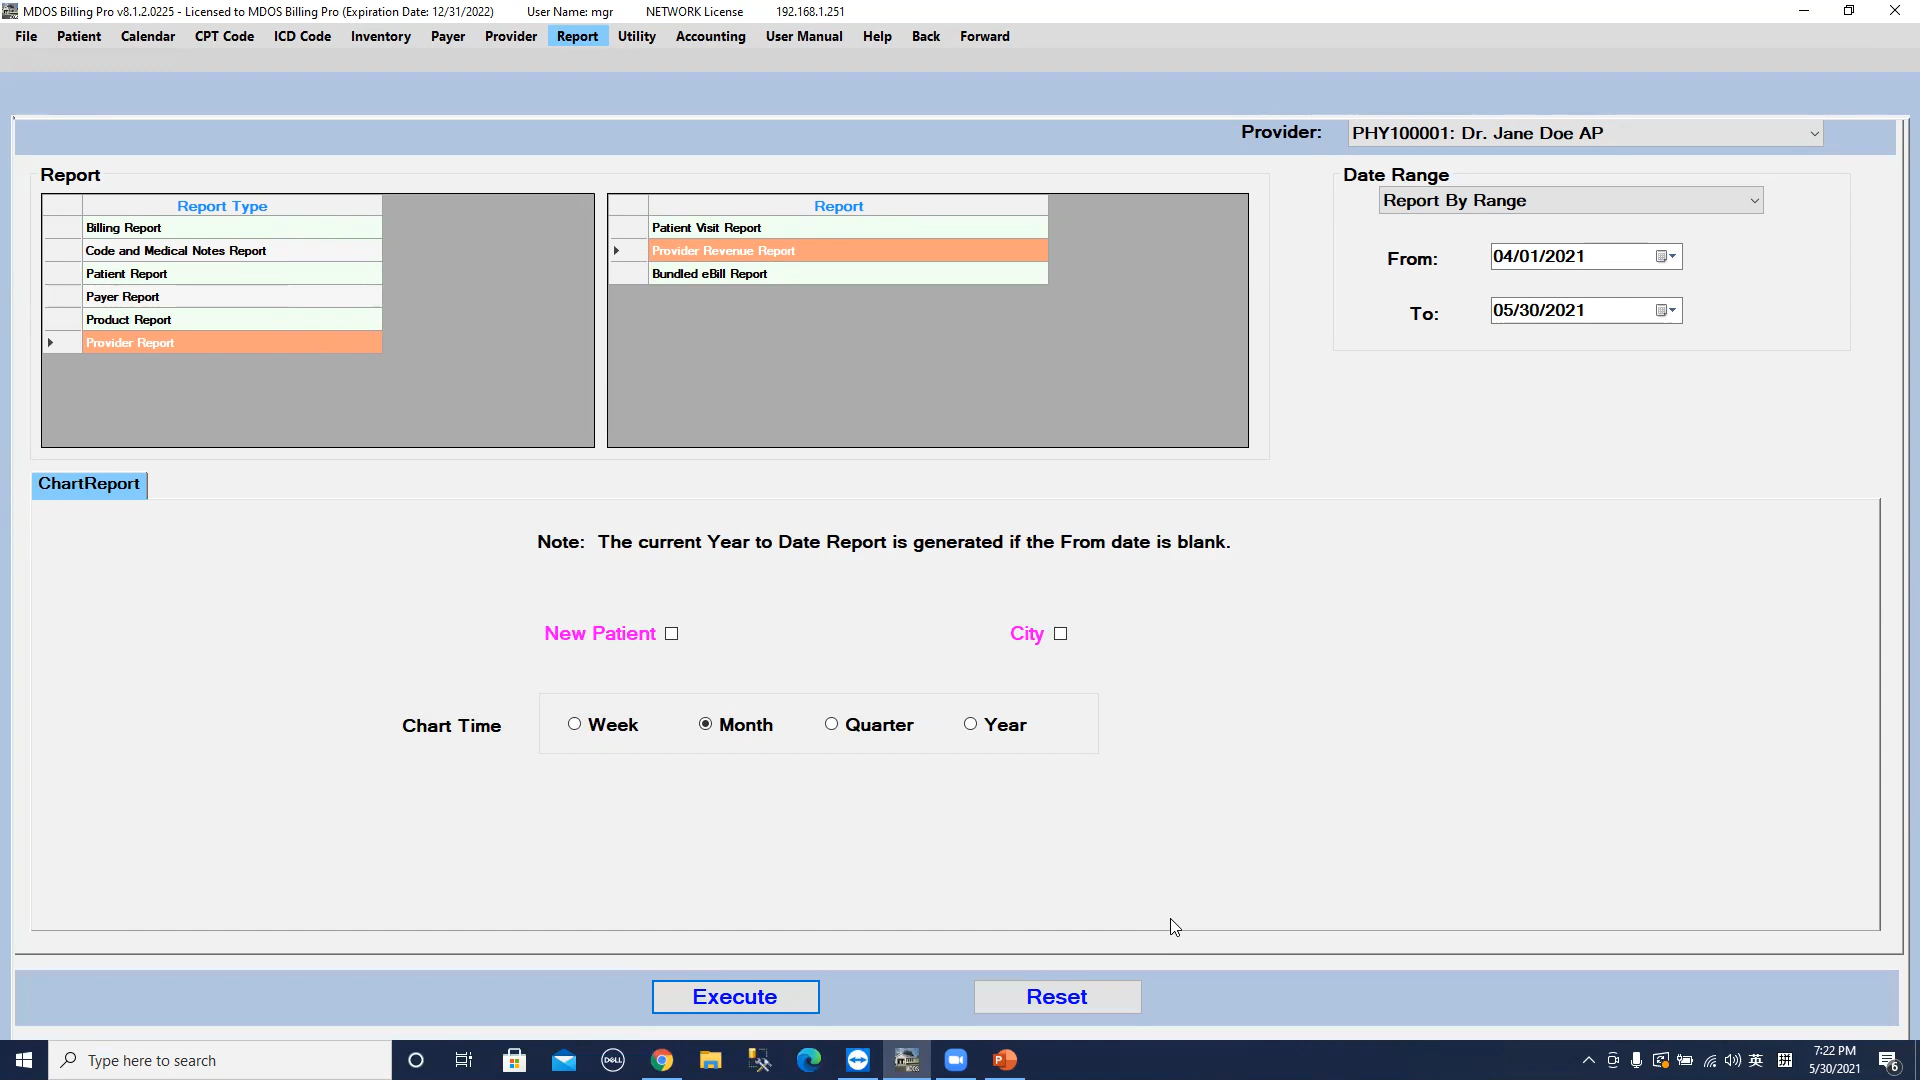 MDOS Billing Pro v8.1.2.0225 - Licensed to MDOS Billing Pro (Expiration Date: 12/31/2022) User Name: mgr NETWORK License 192.168.1.251
File Patient Calendar CPT Code ICD Code Inventory Payer Provider Report Utility Accounting User Manual Help Back Forward
Provider: PHY100001: Dr. Jane Doe AP
Report
Report Type
Billing Report
Code and Medical Notes Report
Patient Report
Payer Report
Product Report
Provider Report
Report
Patient Visit Report
Provider Revenue Report
Bundled eBill Report
Date Range
Report By Range
From: 04/01/2021
To: 05/30/2021
ChartReport
Note: The current Year to Date Report is generated if the From date is blank.
New Patient City
Chart Time Week Month Quarter Year
Execute Reset
Type here to search
DELL
MDOS
P
英
7:22 PM
5/30/2021
6